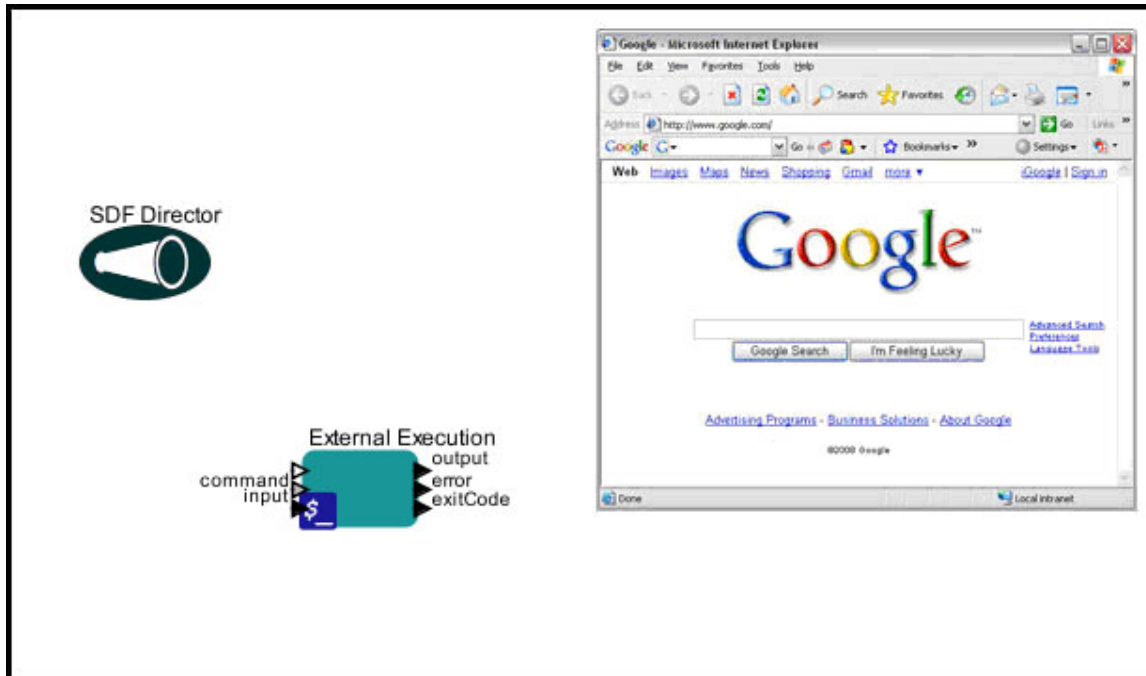 SDF Director
External Execution
command
input
output
error
exitCode
$_
Google - Microsoft Internet Explorer
File Edit View Favorites Tools Help
Back Search Favorites
Address http://www.google.com/ Go Links »
Google G Go Bookmarks » Settings
Web Images Maps News Shopping Gmail more ▼ iGoogle | Sign in
Google™
Advanced Search
Preferences
Language Tools
Google Search I'm Feeling Lucky
Advertising Programs - Business Solutions - About Google
©2008 Google
Done Local intranet